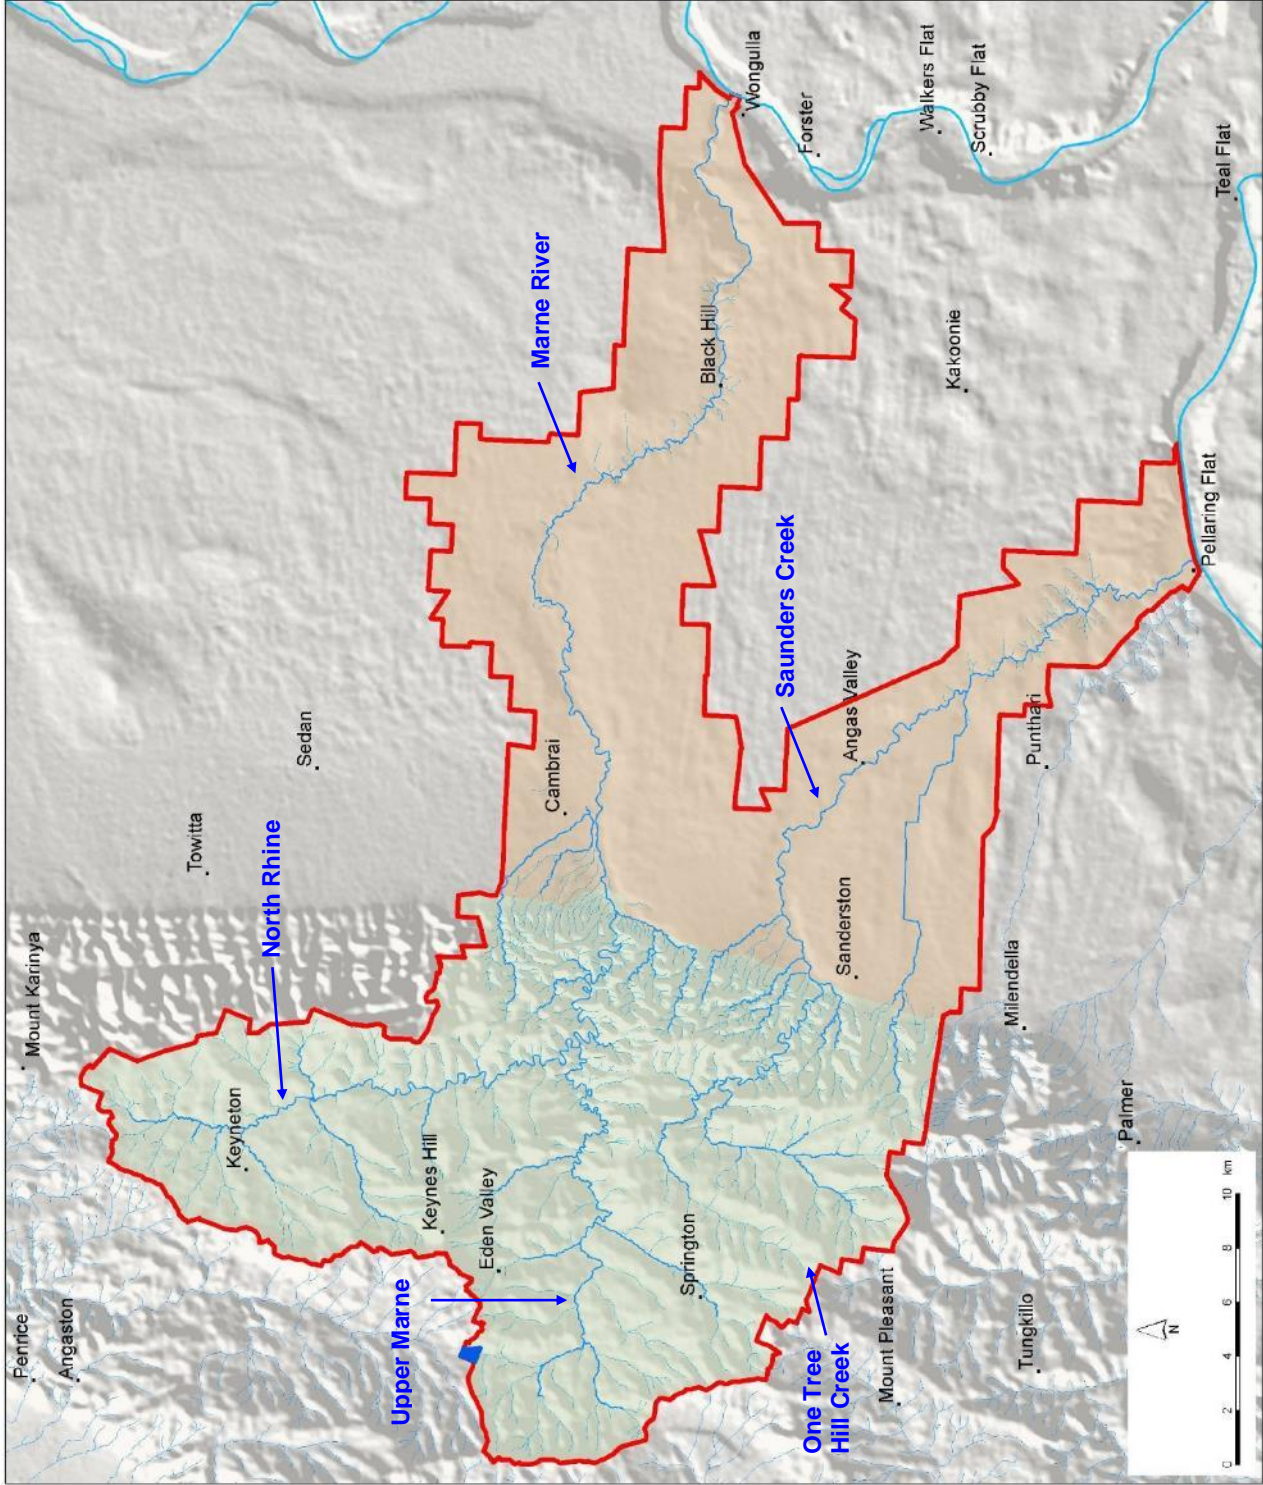 Mount Karinya
Penrice
Angaston
Towitta
Sedan
North Rhine
Keyneton
Keynes Hill
Eden Valley
Upper Marne
Cambrai
Marne River
Black Hill
Wongulla
Forster
Walkers Flat
Scrubby Flat
Teal Flat
Kakoonie
Springton
One Tree
Hill Creek
Mount Pleasant
Tungkillo
Saunders Creek
Angas Valley
Sanderston
Punthari
Milendella
Palmer
Pellaring Flat
N
0 2 4 6 8 10 km